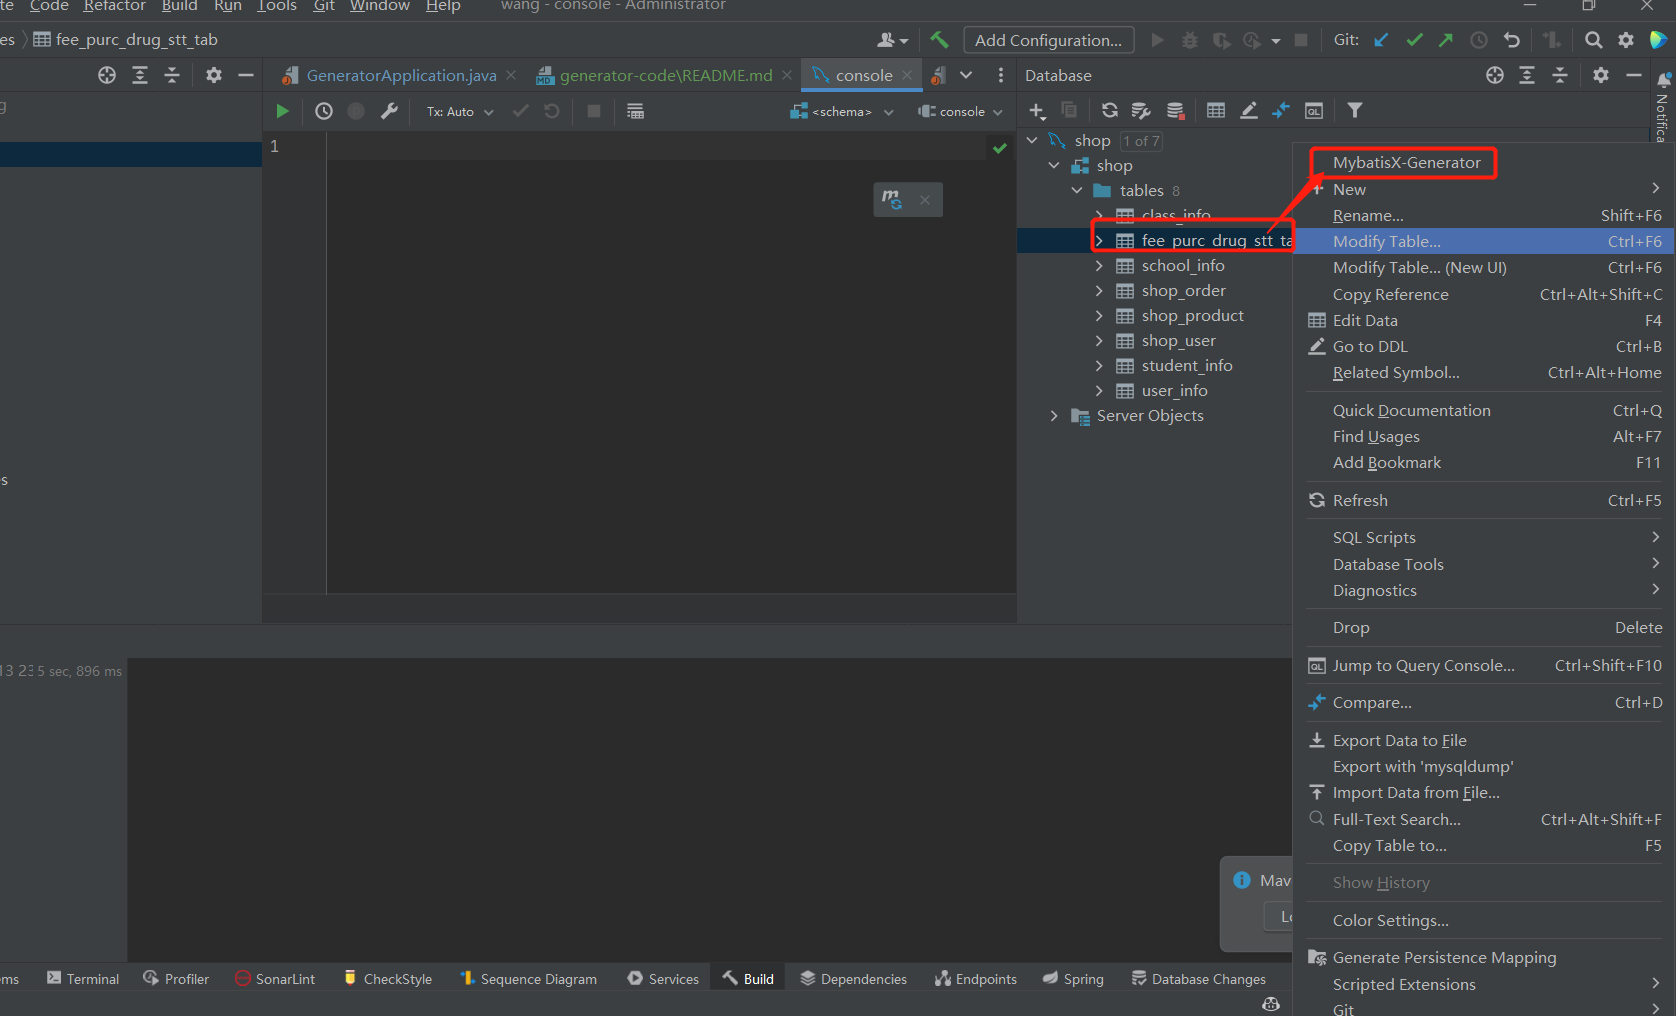 te Code Refactor Build Run Tools Git Window Help wang - console - Administrator
es fee_purc_drug_stt_tab Add Configuration... Git:
GeneratorApplication.java generator-code\README.md console Database
Tx: Auto <schema> console
Notifica
1
shop 1 of 7
shop
tables 8
class_info
fee_purc_drug_stt_ta
school_info
shop_order
shop_product
shop_user
student_info
user_info
Server Objects
MybatisX-Generator
New
Rename... Shift+F6
Modify Table... Ctrl+F6
Modify Table... (New UI) Ctrl+F6
Copy Reference Ctrl+Alt+Shift+C
Edit Data F4
Go to DDL Ctrl+B
Related Symbol... Ctrl+Alt+Home
Quick Documentation Ctrl+Q
Find Usages Alt+F7
Add Bookmark F11
Refresh Ctrl+F5
SQL Scripts
Database Tools
Diagnostics
Drop Delete
Jump to Query Console... Ctrl+Shift+F10
Compare... Ctrl+D
Export Data to File
Export with 'mysqldump'
Import Data from File...
Full-Text Search... Ctrl+Alt+Shift+F
Copy Table to... F5
Show History
Color Settings...
Generate Persistence Mapping
Scripted Extensions
Git
es
5 sec, 896 ms
Mav
Lo
ms Terminal Profiler SonarLint CheckStyle Sequence Diagram Services Build Dependencies Endpoints Spring Database Changes